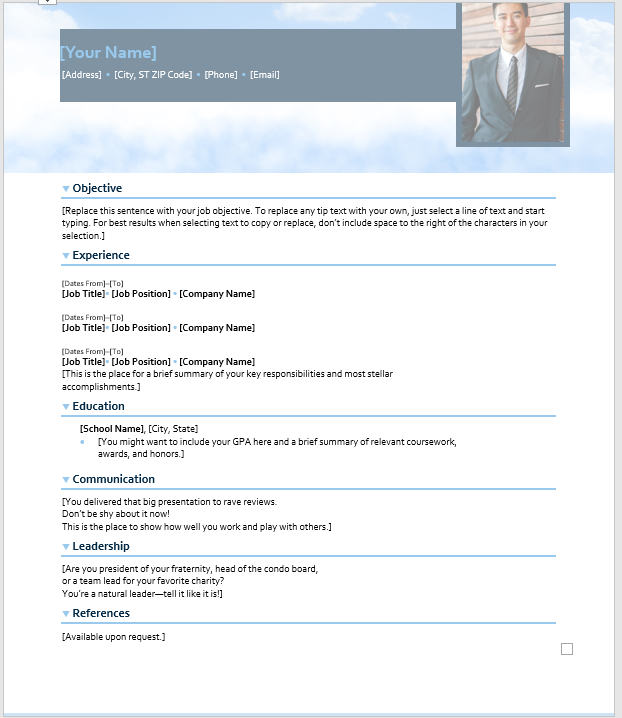 [Your Name]
[Address] • [City, ST ZIP Code] • [Phone] • [Email]
Objective
[Replace this sentence with your job objective. To replace any tip text with your own, just select a line of text and start
typing. For best results when selecting text to copy or replace, don't include space to the right of the characters in your
selection.]
Experience
[Dates From]–[To]
[Job Title]• [Job Position] • [Company Name]
[Dates From]–[To]
[Job Title]• [Job Position] • [Company Name]
[Dates From]–[To]
[Job Title]• [Job Position] • [Company Name]
[This is the place for a brief summary of your key responsibilities and most stellar
accomplishments.]
Education
[School Name], [City, State]
• [You might want to include your GPA here and a brief summary of relevant coursework,
awards, and honors.]
Communication
[You delivered that big presentation to rave reviews.
Don't be shy about it now!
This is the place to show how well you work and play with others.]
Leadership
[Are you president of your fraternity, head of the condo board,
or a team lead for your favorite charity?
You're a natural leader—tell it like it is!]
References
[Available upon request.]